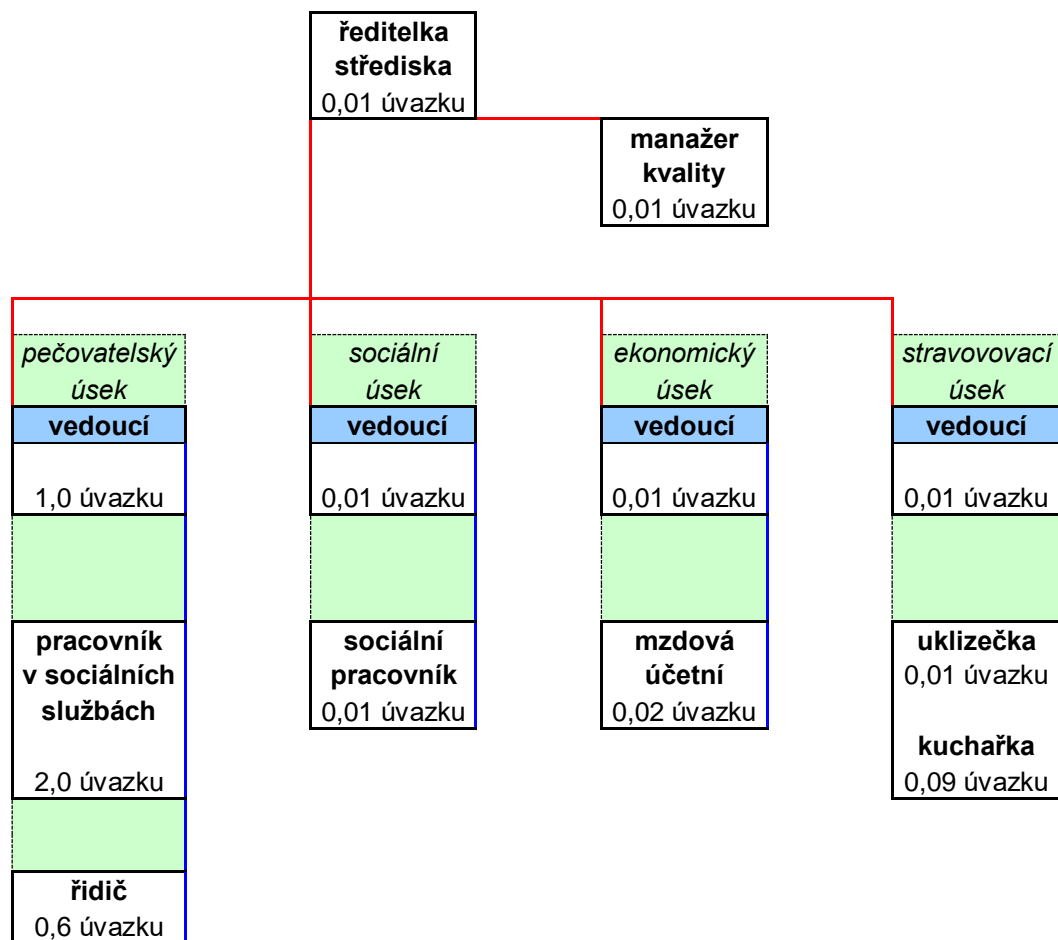 ředitelka
střediska
0,01 úvazku
manažer
kvality
0,01 úvazku
pečovatelský
úsek
vedoucí
1,0 úvazku
pracovník
v sociálních
službách
2,0 úvazku
řidič
0,6 úvazku
sociální
úsek
vedoucí
0,01 úvazku
sociální
pracovník
0,01 úvazku
ekonomický
úsek
vedoucí
0,01 úvazku
mzdová
účetní
0,02 úvazku
stravovovací
úsek
vedoucí
0,01 úvazku
uklizečka
0,01 úvazku
kuchařka
0,09 úvazku